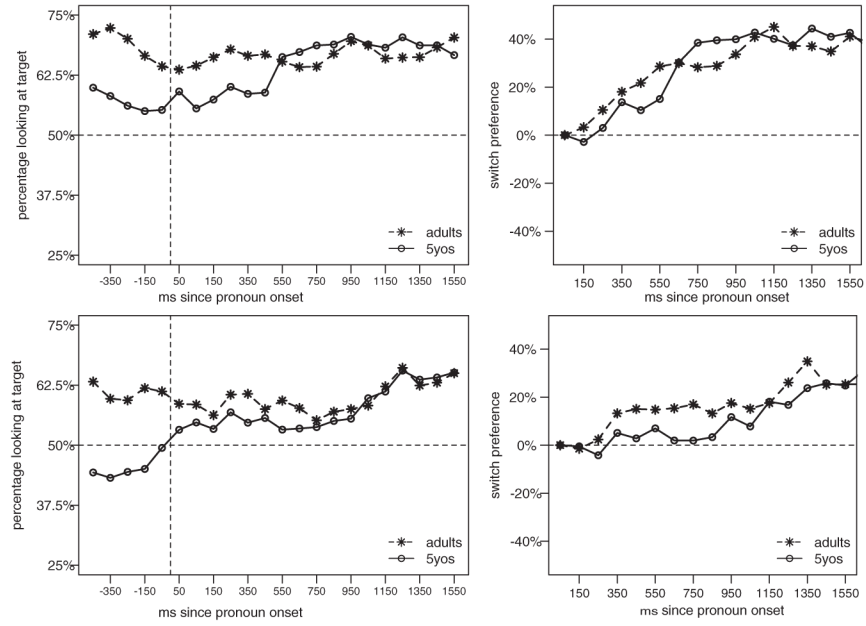 75%
62.5%
50%
37.5%
25%
percentage looking at target
adults
5yos
-350 -150 50 150 350 550 750 950 1150 1350 1550
ms since pronoun onset
40%
20%
0%
-20%
-40%
switch preference
adults
5yos
150 350 550 750 950 1150 1350 1550
ms since pronoun onset
75%
62.5%
50%
37.5%
25%
percentage looking at target
adults
5yos
-350 -150 50 150 350 550 750 950 1150 1350 1550
ms since pronoun onset
40%
20%
0%
-20%
-40%
switch preference
adults
5yos
150 350 550 750 950 1150 1350 1550
ms since pronoun onset